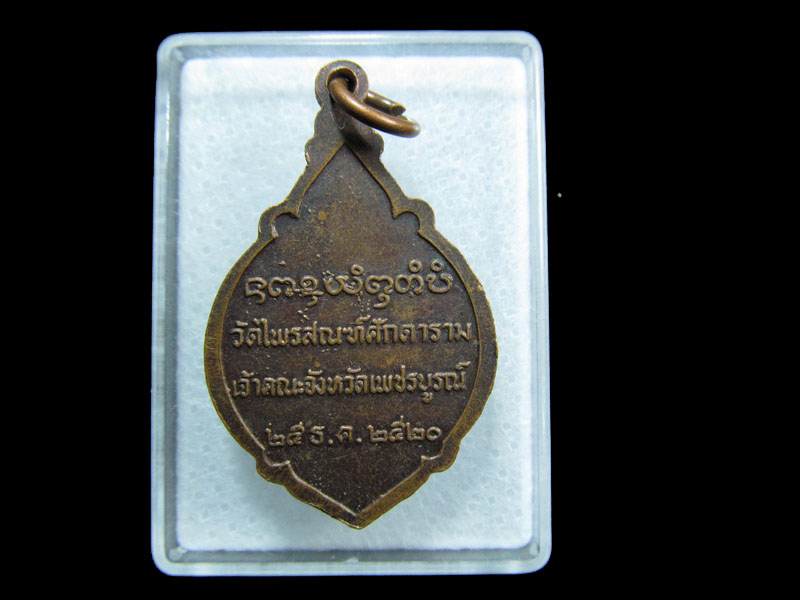 วัดไพรสณฑ์ศักดาราม
เจ้าคณะจังหวัดเพชรบูรณ์
๒๕ ธ.ค. ๒๕๒๐